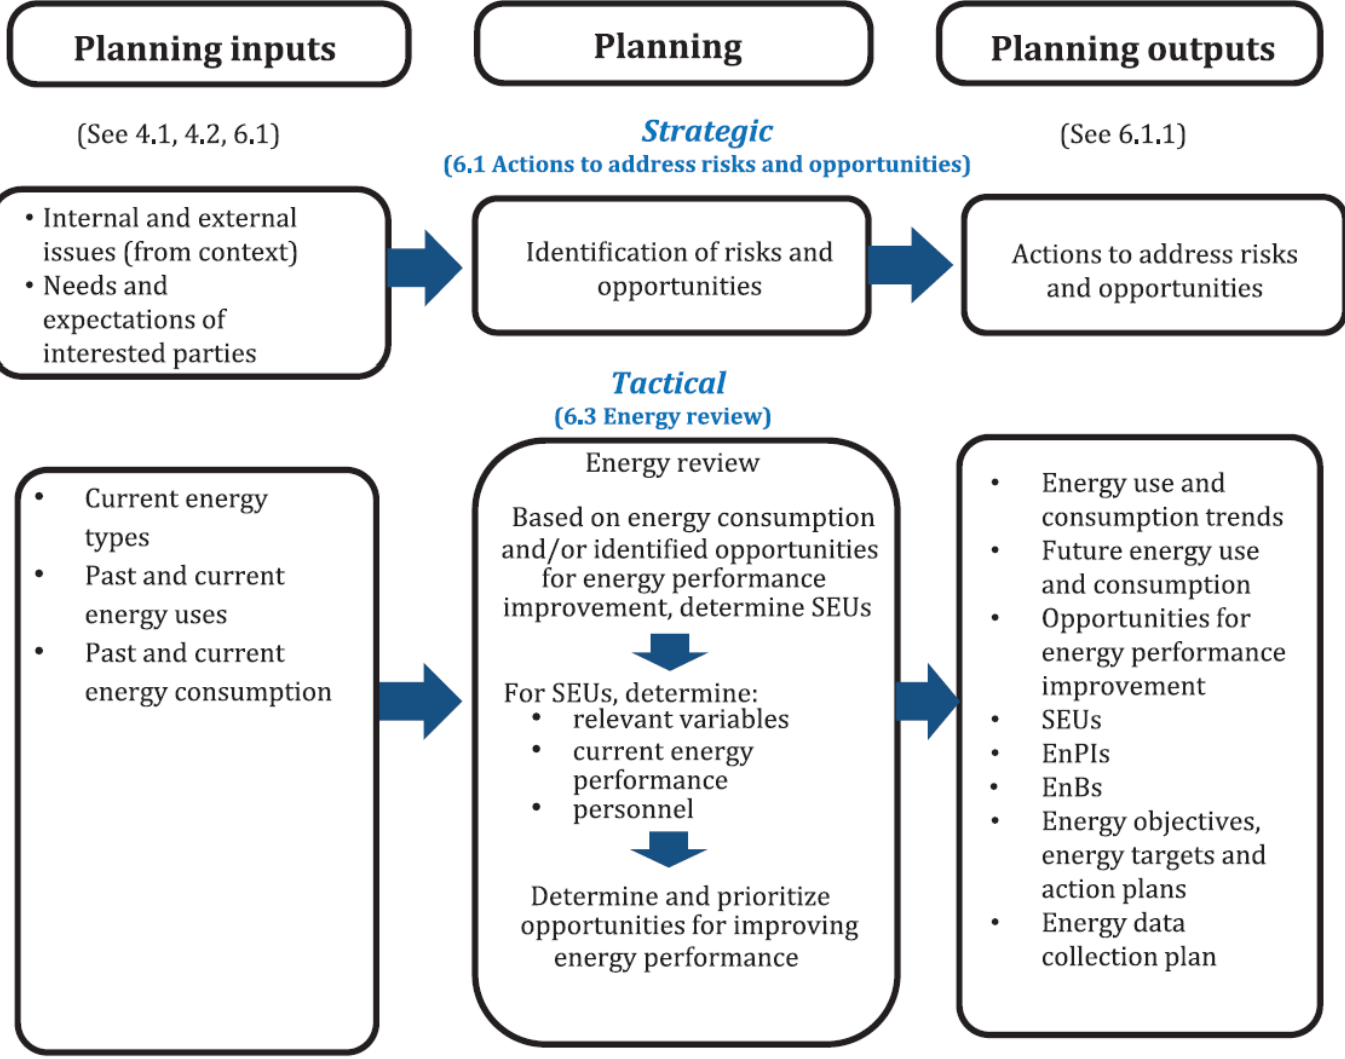 Planning inputs
Planning
Planning outputs
(See 4.1, 4.2, 6.1)
Strategic
(6.1 Actions to address risks and opportunities)
(See 6.1.1)
• Internal and external
issues (from context)
• Needs and
expectations of
interested parties
Identification of risks and
opportunities
Actions to address risks
and opportunities
Tactical
(6.3 Energy review)
• Current energy
types
• Past and current
energy uses
• Past and current
energy consumption
Energy review
Based on energy consumption
and/or identified opportunities
for energy performance
improvement, determine SEUs
For SEUs, determine:
• relevant variables
• current energy
performance
• personnel
Determine and prioritize
opportunities for improving
energy performance
• Energy use and
consumption trends
• Future energy use
and consumption
• Opportunities for
energy performance
improvement
• SEUs
• EnPIs
• EnBs
• Energy objectives,
energy targets and
action plans
• Energy data
collection plan